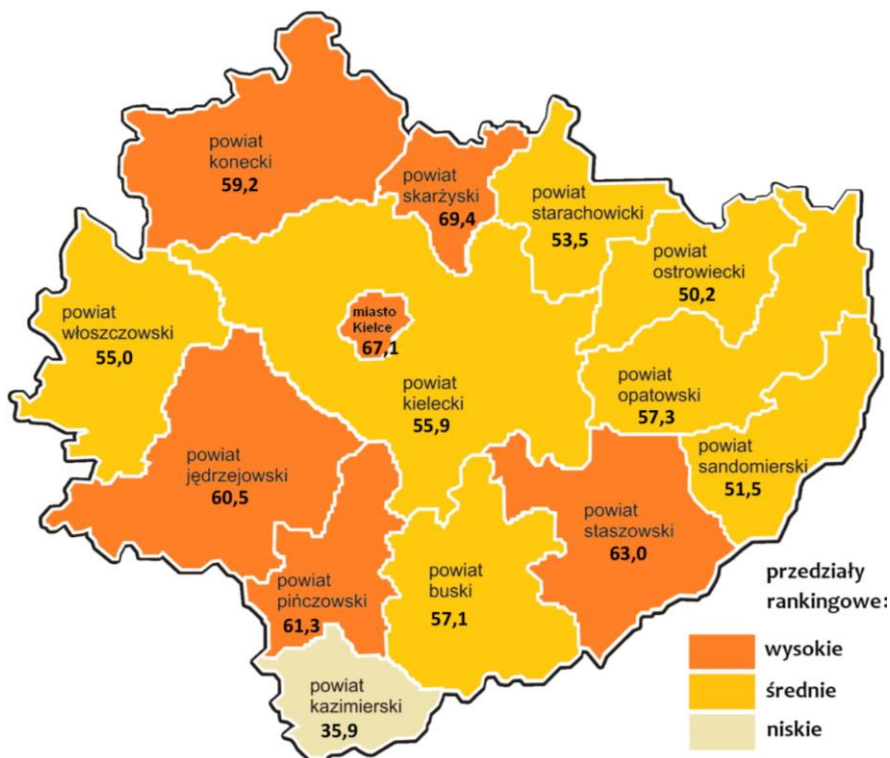 powiat
konecki
59,2
powiat
skarżyski
69,4
powiat
starachowicki
53,5
powiat
ostrowiecki
50,2
powiat
włoszczowski
55,0
miasto
Kielce
67,1
powiat
kielecki
55,9
powiat
opatowski
57,3
powiat
sandomierski
51,5
powiat
jędrzejowski
60,5
powiat
staszowski
63,0
powiat
pińczowski
61,3
powiat
buski
57,1
powiat
kazimierski
35,9
przedziały
rankingowe:
wysokie
średnie
niskie